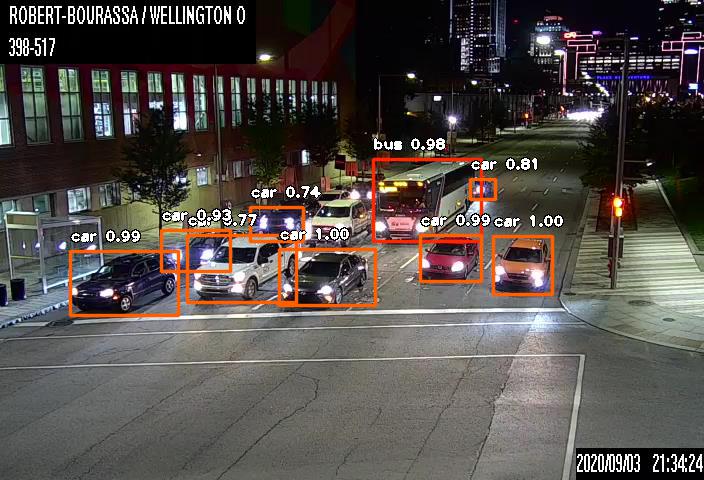 ROBERT-BOURASSA / WELLINGTON O
398-517
bus 0.98
car 0.81
car 0.74
car 0.93
car 0.77
car 0.99
car 1.00
car 0.99
car 1.00
2020/09/03 21:34:24